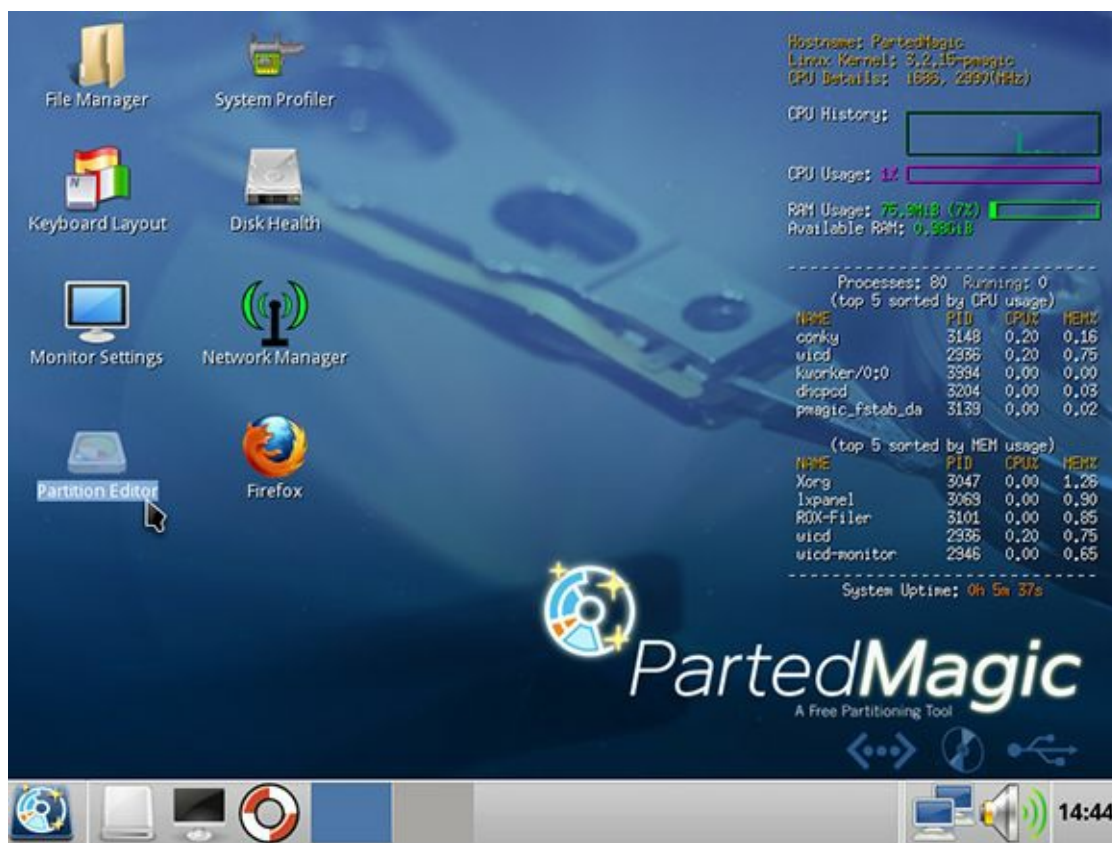 File Manager
System Profiler
Keyboard Layout
Disk Health
Monitor Settings
Network Manager
Partition Editor
Firefox
N
Hostname: PartedMagic
Linux Kernel: 3.2.15-pmagic
CPU Details: i686, 2999(MHz)
CPU History:
CPU Usage: 1%
RAM Usage: 76.9MiB (7%)
Available RAM: 0.98GiB
Processes: 80 Running: 0
(top 5 sorted by CPU usage)
NAME PID CPU% MEM%
conky 3148 0.20 0.16
wicd 2936 0.20 0.75
kworker/0:0 3994 0.00 0.00
dhcpcd 3204 0.00 0.03
pmagic_fstab_da 3139 0.00 0.02
(top 5 sorted by MEM usage)
NAME PID CPU% MEM%
Xorg 3047 0.00 1.26
lxpanel 3069 0.00 0.90
ROX-Filer 3101 0.00 0.85
wicd 2936 0.20 0.75
wicd-monitor 2946 0.00 0.65
System Uptime: 0h 5m 37s
PartedMagic
A Free Partitioning Tool
14:44